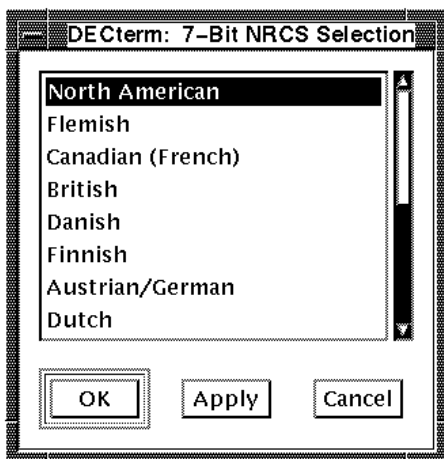 DECterm: 7-Bit NRCS Selection
North American
Flemish
Canadian (French)
British
Danish
Finnish
Austrian/German
Dutch
OK Apply Cancel